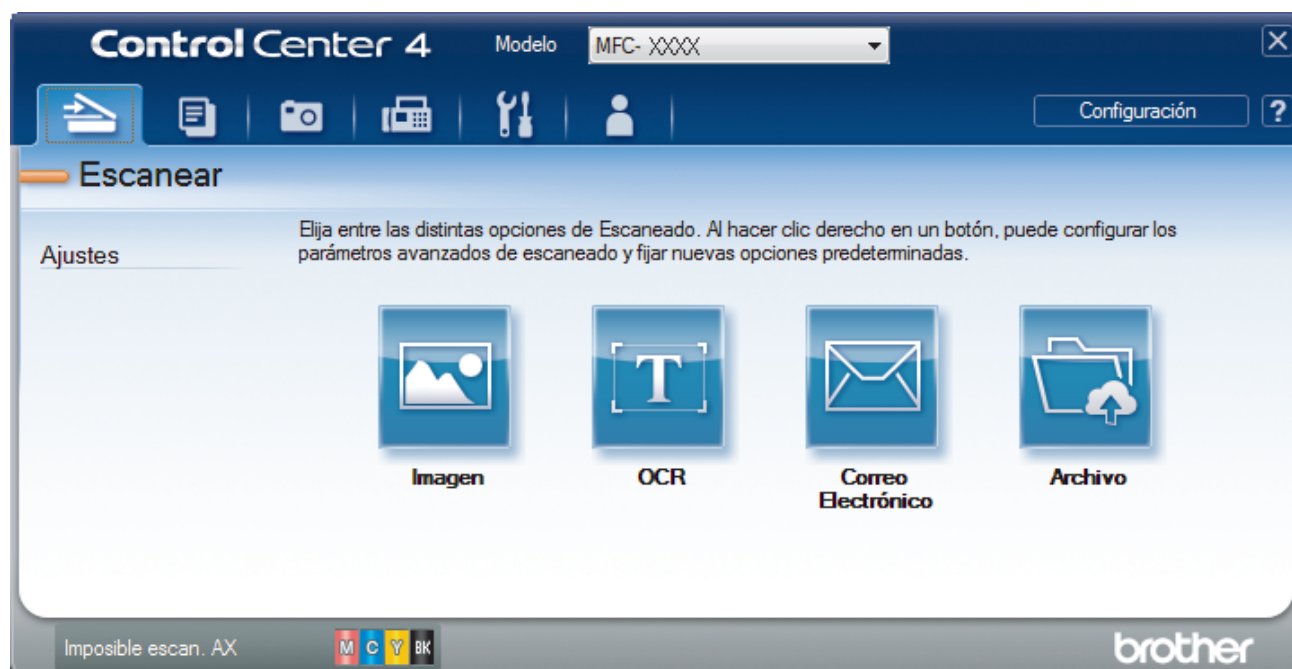 Control Center 4
Modelo
MFC- XXXX
Configuración
?
Escanear
Ajustes
Elija entre las distintas opciones de Escaneado. Al hacer clic derecho en un botón, puede configurar los
parámetros avanzados de escaneado y fijar nuevas opciones predeterminadas.
T
Imagen
OCR
Correo
Electrónico
Archivo
Imposible escan. AX
M C Y BK
brother